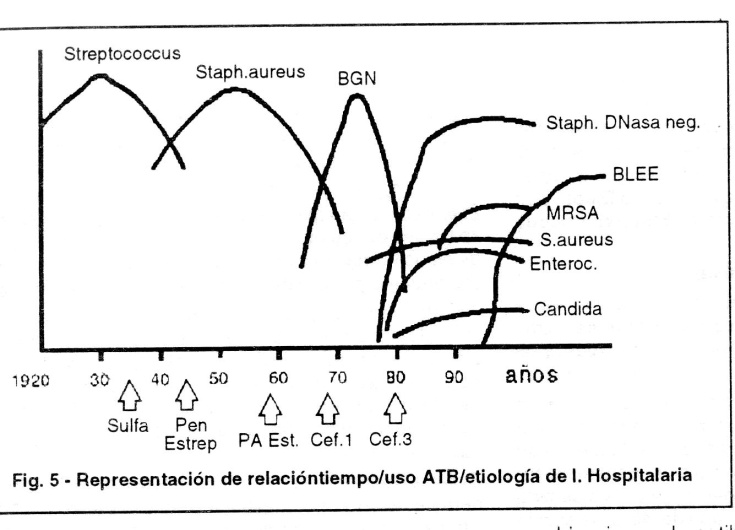 Streptococcus
Staph.aureus
BGN
Staph. DNasa neg.
BLEE
MRSA
S.aureus
Enteroc.
Candida
1920 30 40 50 60 70 80 90 años
Sulfa Pen PA Est. Cef.1 Cef.3
Estrep
Fig. 5 - Representación de relacióntiempo/uso ATB/etiología de I. Hospitalaria